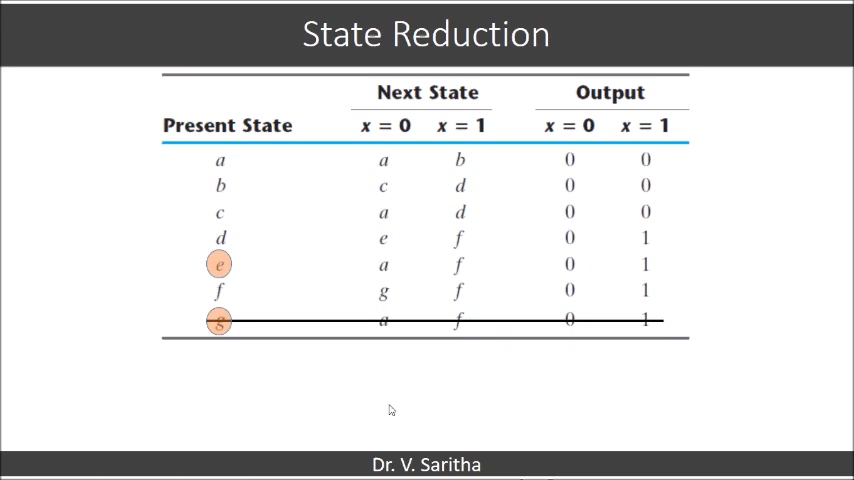 State Reduction
Next State Output
Present State x = 0 x = 1 x = 0 x = 1
a a b 0 0
b c d 0 0
c a d 0 0
d e f 0 1
e a f 0 1
f g f 0 1
g a f 0 1
Dr. V. Saritha